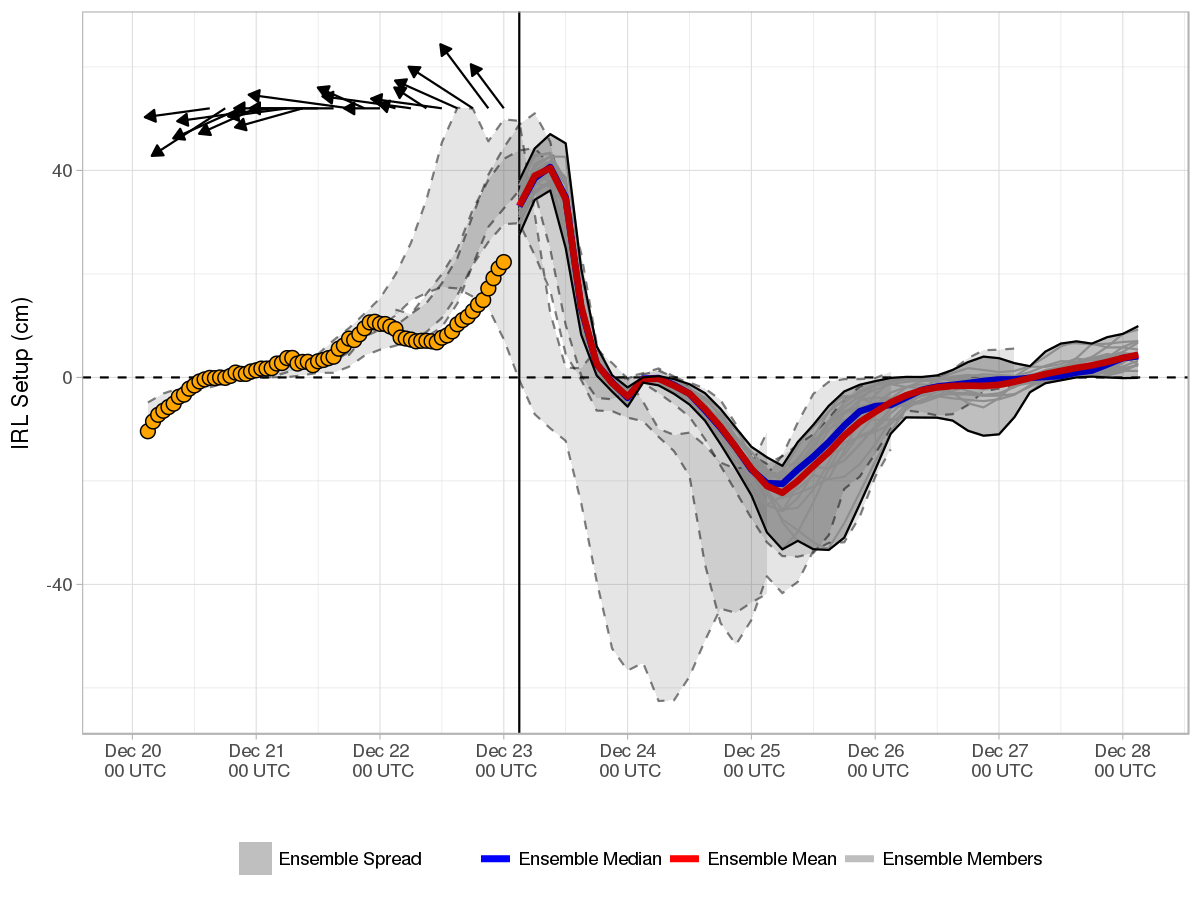 IRL Setup (cm)
40
0
-40
Dec 20 Dec 21 Dec 22 Dec 23 Dec 24 Dec 25 Dec 26 Dec 27 Dec 28
00 UTC 00 UTC 00 UTC 00 UTC 00 UTC 00 UTC 00 UTC 00 UTC 00 UTC
Ensemble Spread Ensemble Median Ensemble Mean Ensemble Members